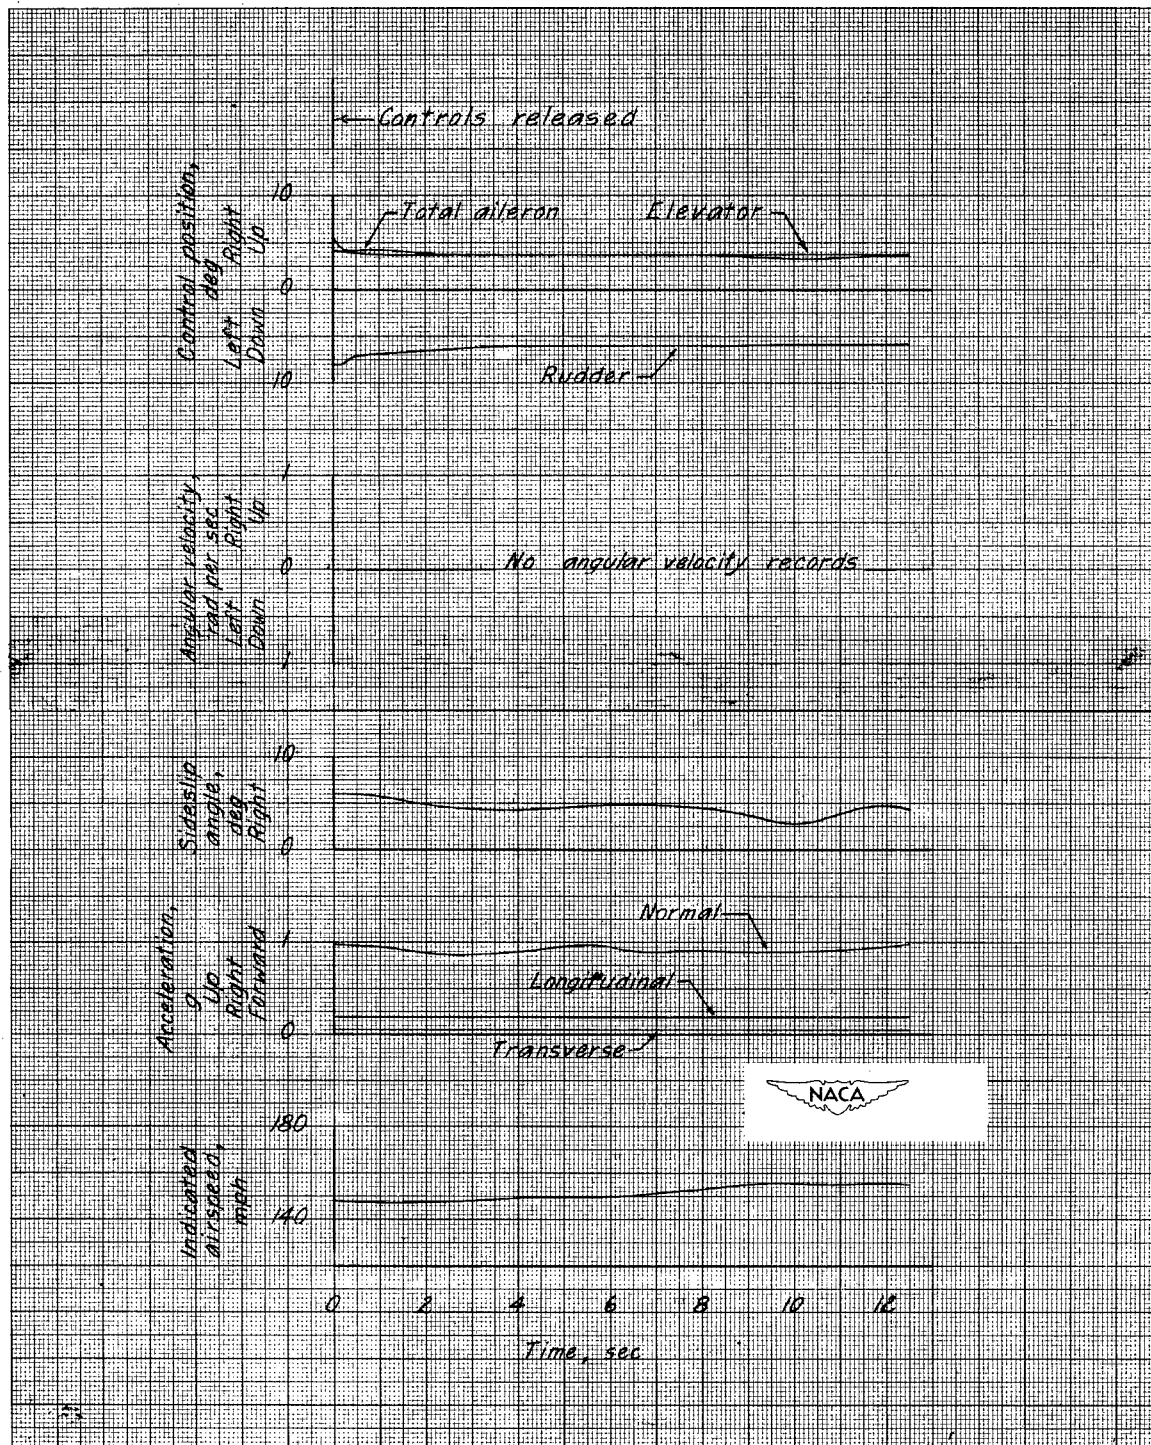 Controls released
Control position,
deg
Left Right
Down Up
10
0
10
Total aileron
Elevator
Rudder
Angular velocity,
rad per sec
Left Right
Down Up
1
0
1
No angular velocity records
Sideslip
angle,
deg
Right
10
0
Acceleration,
g
Up
Right
Forward
1
0
Normal
Longitudinal
Transverse
NACA
Indicated
airspeed,
mph
180
140
0 2 4 6 8 10 12
Time, sec